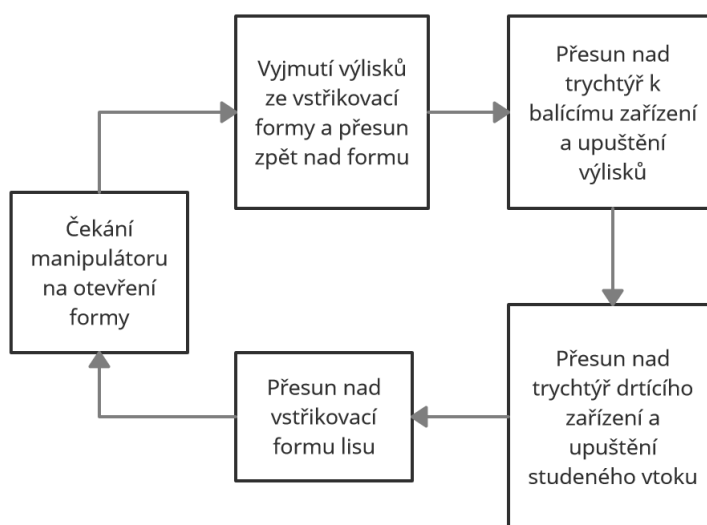 Vyjmutí výlisků
ze vstřikovací
formy a přesun
zpět nad formu
Přesun nad
trychtýř k
balícímu zařízení
a upuštění
výlisků
Čekání
manipulátoru
na otevření
formy
Přesun nad
vstřikovací
formu lisu
Přesun nad
trychtýř drtícího
zařízení a
upuštění
studeného vtoku